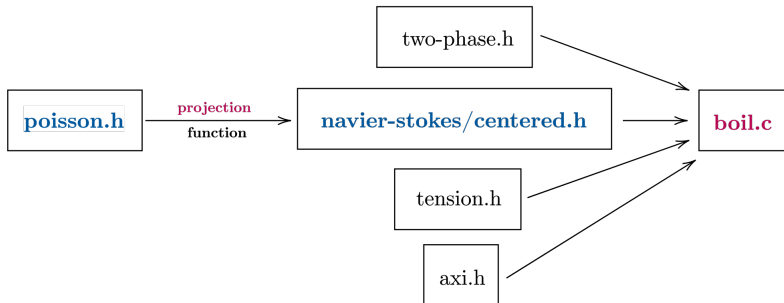 two-phase.h
poisson.h
projection
function
navier-stokes/centered.h
boil.c
tension.h
axi.h